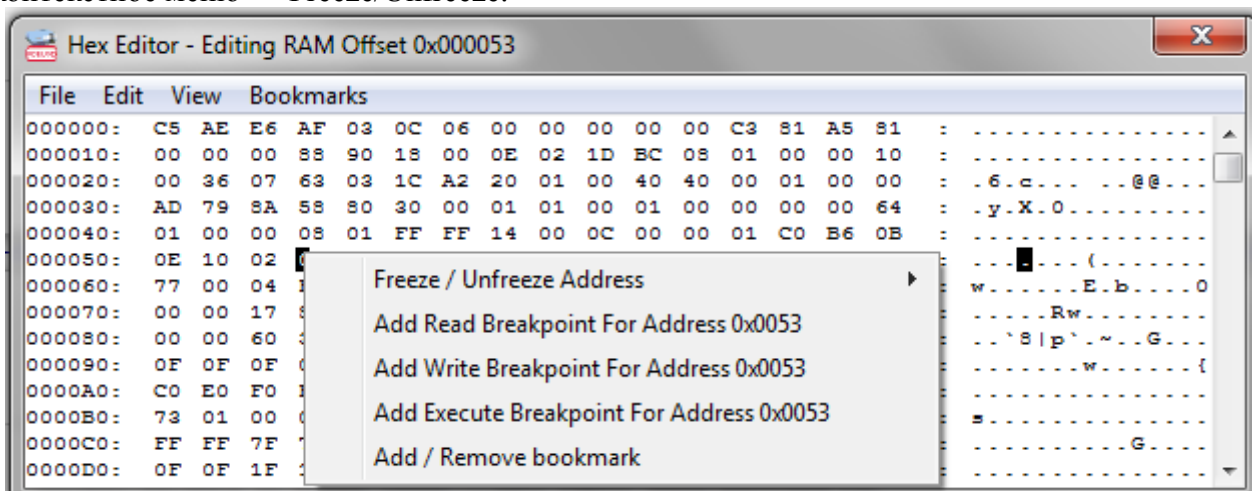 контекстное меню — Freeze/Unfreeze.
Hex Editor - Editing RAM Offset 0x000053
File Edit View Bookmarks
000000: C5 AE E6 AF 03 0C 06 00 00 00 00 00 C3 81 A5 81 : ................
000010: 00 00 00 88 90 18 00 0E 02 1D BC 08 01 00 00 10 : ................
000020: 00 36 07 63 03 1C A2 20 01 00 40 40 00 01 00 00 : .6.c... ..@@....
000030: AD 79 8A 58 80 30 00 01 01 00 01 00 00 00 00 64 : .y.X.0..........
000040: 01 00 00 08 01 FF FF 14 00 0C 00 00 01 C0 B6 0B : ................
000050: 0E 10 02 .......(.......
000060: 77 00 04 : w......E.b....0
000070: 00 00 17 : .....Rw........
000080: 00 00 60 : ..`8|p`.~..G...
000090: 0F 0F 0F : .......w......{
0000A0: C0 E0 F0 : ................
0000B0: 73 01 00 : s...............
0000C0: FF FF 7F : ..........G....
0000D0: 0F 0F 1F : ................
Freeze / Unfreeze Address
Add Read Breakpoint For Address 0x0053
Add Write Breakpoint For Address 0x0053
Add Execute Breakpoint For Address 0x0053
Add / Remove bookmark